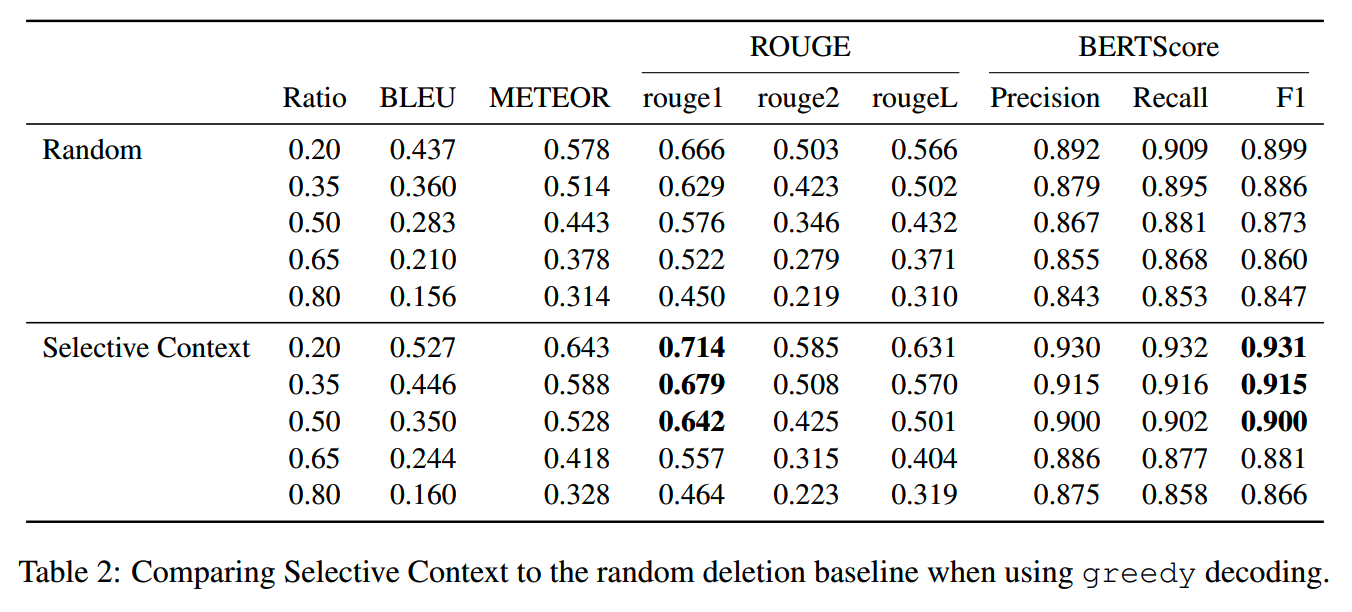 ROUGE BERTScore
Ratio BLEU METEOR rouge1 rouge2 rougeL Precision Recall F1
Random 0.20 0.437 0.578 0.666 0.503 0.566 0.892 0.909 0.899
0.35 0.360 0.514 0.629 0.423 0.502 0.879 0.895 0.886
0.50 0.283 0.443 0.576 0.346 0.432 0.867 0.881 0.873
0.65 0.210 0.378 0.522 0.279 0.371 0.855 0.868 0.860
0.80 0.156 0.314 0.450 0.219 0.310 0.843 0.853 0.847
Selective Context 0.20 0.527 0.643 0.714 0.585 0.631 0.930 0.932 0.931
0.35 0.446 0.588 0.679 0.508 0.570 0.915 0.916 0.915
0.50 0.350 0.528 0.642 0.425 0.501 0.900 0.902 0.900
0.65 0.244 0.418 0.557 0.315 0.404 0.886 0.877 0.881
0.80 0.160 0.328 0.464 0.223 0.319 0.875 0.858 0.866
Table 2: Comparing Selective Context to the random deletion baseline when using greedy decoding.